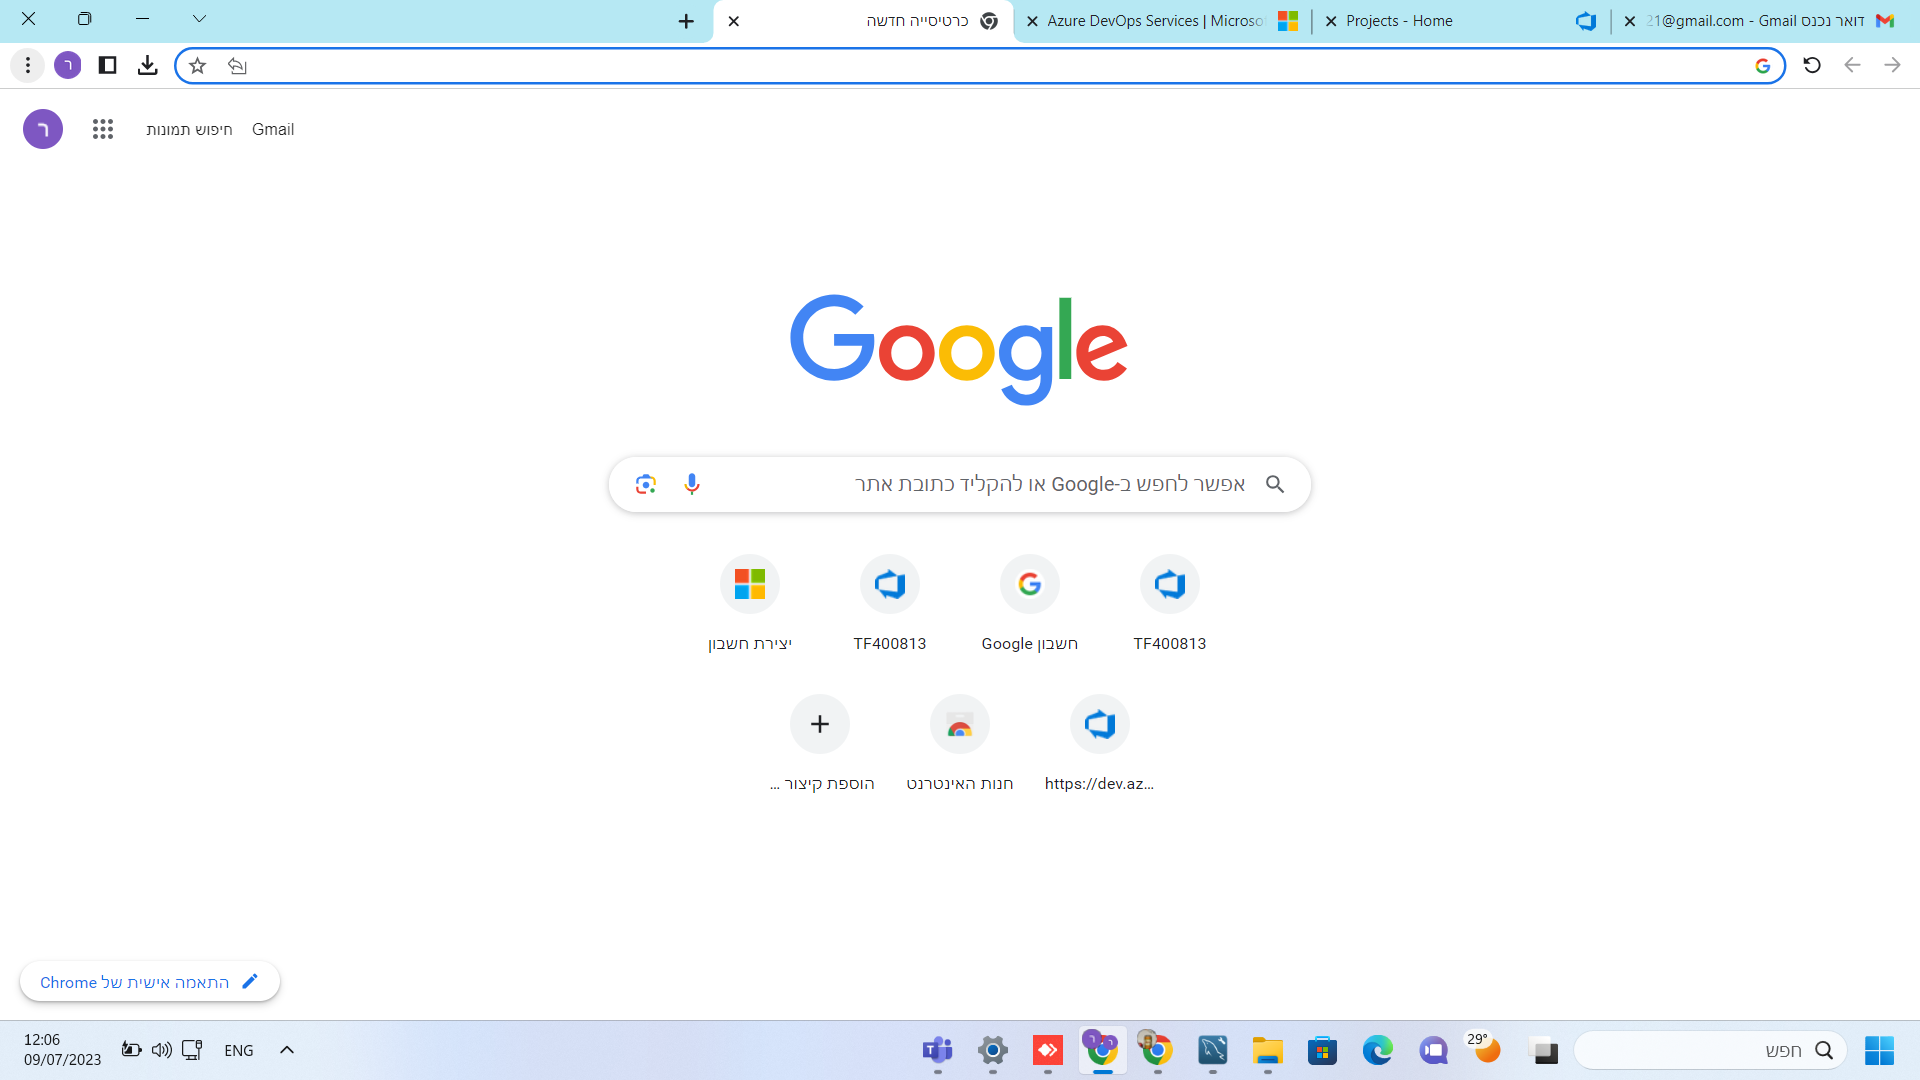 דואר נכנס - 21@gmail.com - Gmail
Projects - Home
Azure DevOps Services | Microso
כרטיסייה חדשה
ר
ר
חיפוש תמונות
Gmail
Google
אפשר לחפש ב-Google או להקליד כתובת אתר
TF400813
חשבון Google
TF400813
יצירת חשבון
https://dev.az...
חנות האינטרנט
הוספת קיצור ...
התאמה אישית של Chrome
חפש
29°
ENG
12:06
09/07/2023